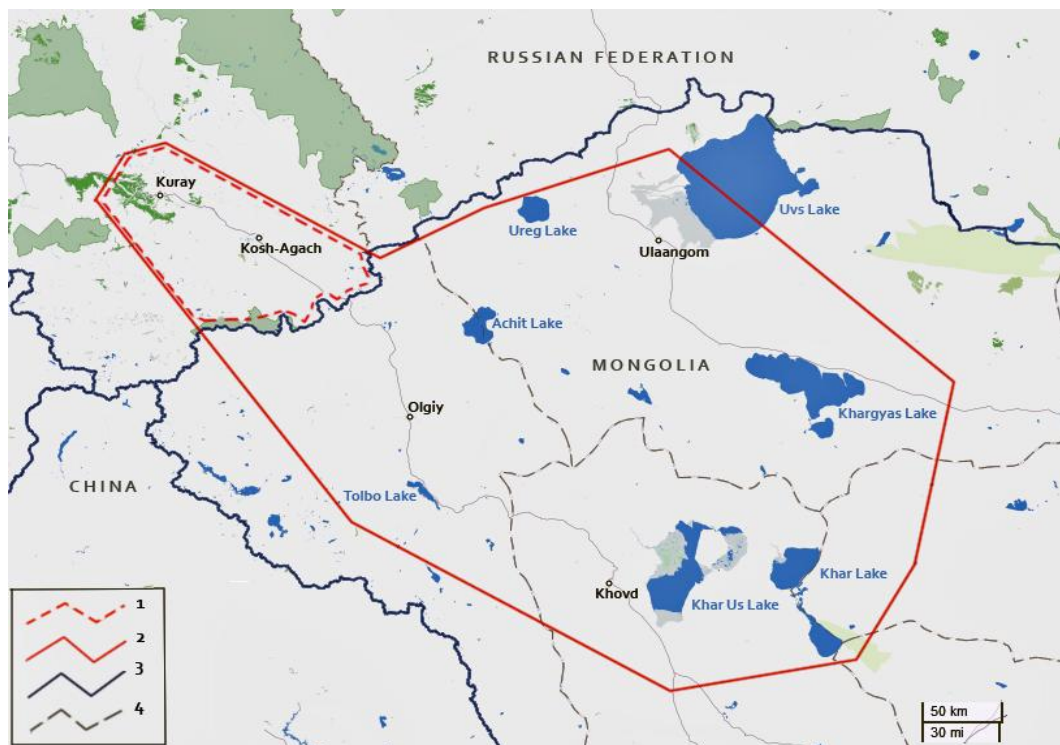 RUSSIAN FEDERATION
Kuray
Uvs Lake
Ureg Lake
Kosh-Agach
Ulaangom
Achit Lake
MONGOLIA
Khargyas Lake
Olgiy
CHINA
Tolbo Lake
Khar Lake
Khovd
Khar Us Lake
1
2
3
4
50 km
30 mi